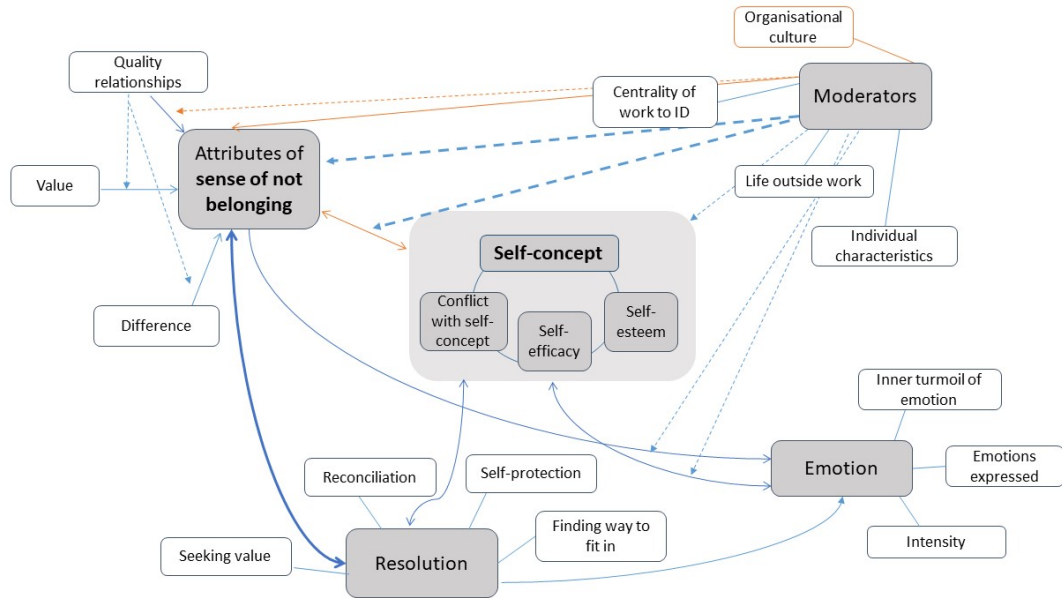 Organisational
culture
Quality
relationships
Centrality of
work to ID
Moderators
Attributes of
sense of not
belonging
Value
Life outside work
Individual
characteristics
Self-concept
Difference
Conflict
with self-
concept
Self-
efficacy
Self-
esteem
Inner turmoil of
emotion
Reconciliation
Self-protection
Emotion
Emotions
expressed
Seeking value
Resolution
Finding way to
fit in
Intensity